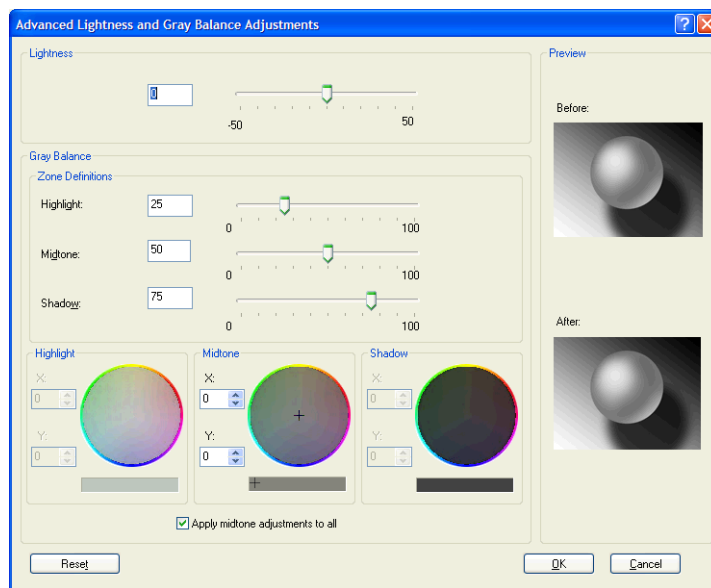 Advanced Lightness and Gray Balance Adjustments
Lightness
0
-50 50
Gray Balance
Zone Definitions
Highlight: 25
0 100
Midtone: 50
0 100
Shadow: 75
0 100
Highlight
X:
0
Y:
0
Midtone
X:
0
Y:
0
Shadow
X:
0
Y:
0
Apply midtone adjustments to all
Preview
Before:
After:
Reset
OK
Cancel